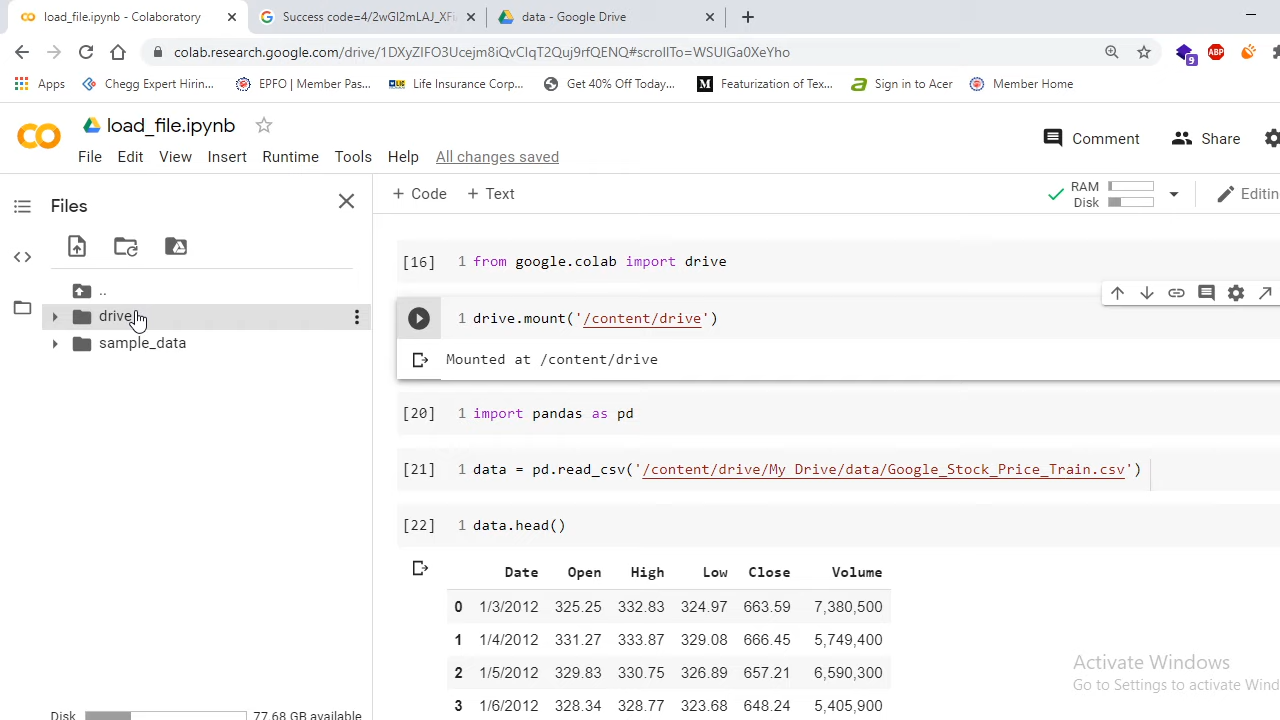 load_file.ipynb - Colaboratory
Success code=4/2wGl2mLAJ_XFu
data - Google Drive
colab.research.google.com/drive/1DXyZIFO3Ucejm8iQvClqT2Quj9rfQENQ#scrollTo=WSUlGa0XeYho
9
ABP
Apps
Chegg Expert Hirin...
EPFO | Member Pas...
LIC
Life Insurance Corp...
Get 40% Off Today...
M
Featurization of Tex...
Sign in to Acer
Member Home
load_file.ipynb
Comment
Share
File Edit View Insert Runtime Tools Help All changes saved
Files
+ Code + Text
RAM
Disk
Editin
..
drive
sample_data
[16] 1 from google.colab import drive
1 drive.mount('/content/drive')
Mounted at /content/drive
[20] 1 import pandas as pd
[21] 1 data = pd.read_csv('/content/drive/My Drive/data/Google_Stock_Price_Train.csv')
[22] 1 data.head()
Date Open High Low Close Volume
0 1/3/2012 325.25 332.83 324.97 663.59 7,380,500
1 1/4/2012 331.27 333.87 329.08 666.45 5,749,400
2 1/5/2012 329.83 330.75 326.89 657.21 6,590,300
3 1/6/2012 328.34 328.77 323.68 648.24 5,405,900
Activate Windows
Go to Settings to activate Wind
Disk 77.68 GB available